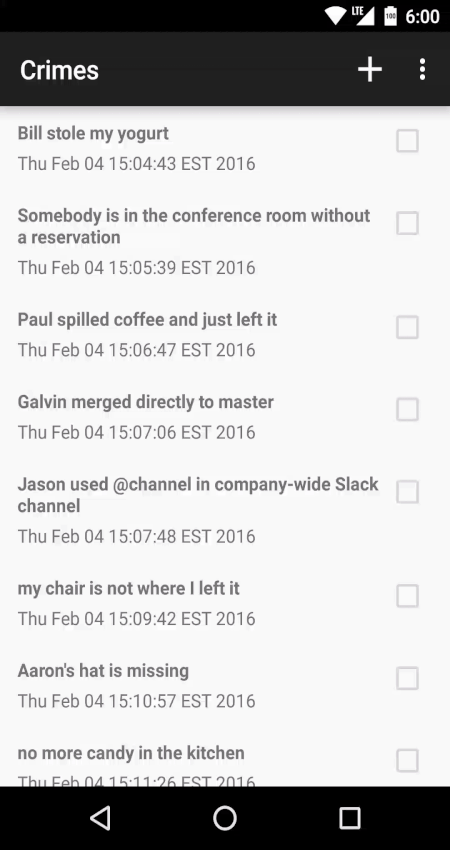 LTE 100 6:00
Crimes
Bill stole my yogurt
Thu Feb 04 15:04:43 EST 2016
Somebody is in the conference room without
a reservation
Thu Feb 04 15:05:39 EST 2016
Paul spilled coffee and just left it
Thu Feb 04 15:06:47 EST 2016
Galvin merged directly to master
Thu Feb 04 15:07:06 EST 2016
Jason used @channel in company-wide Slack
channel
Thu Feb 04 15:07:48 EST 2016
my chair is not where I left it
Thu Feb 04 15:09:42 EST 2016
Aaron's hat is missing
Thu Feb 04 15:10:57 EST 2016
no more candy in the kitchen
Thu Feb 04 15:11:26 EST 2016